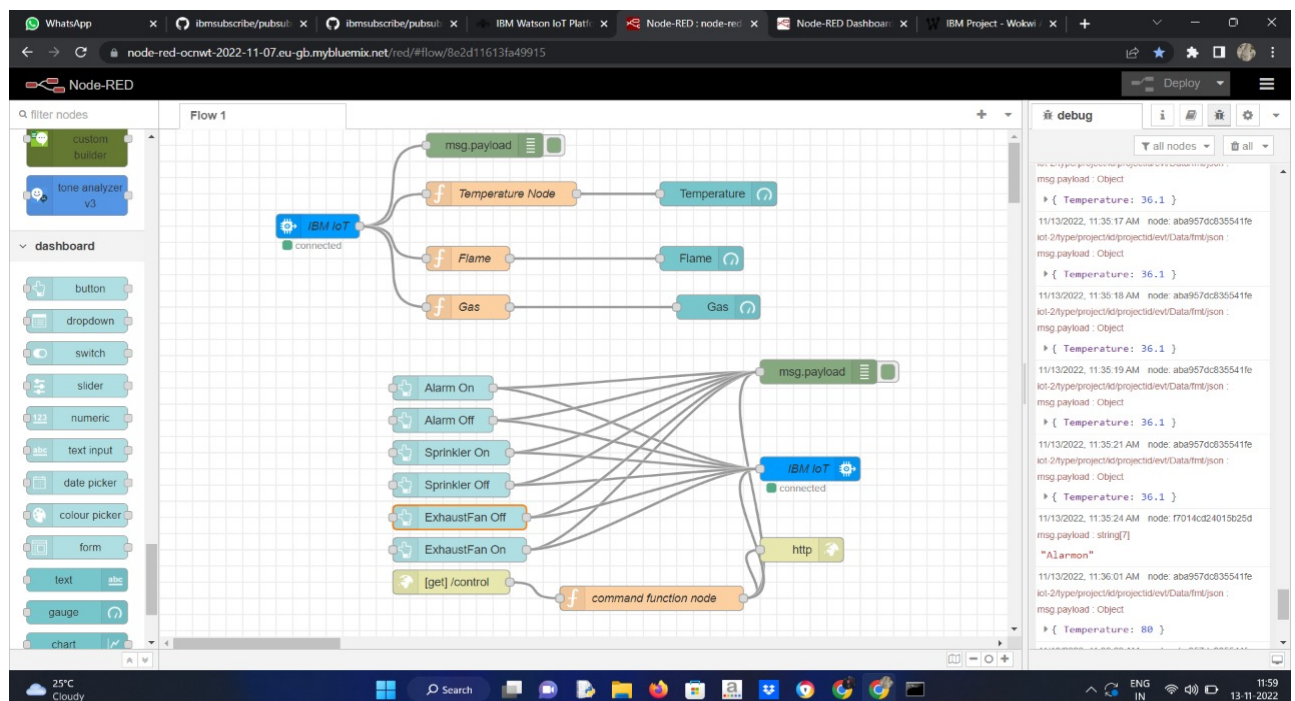 WhatsApp
ibmsubscribe/pubsub
ibmsubscribe/pubsub
IBM Watson IoT Platfo
Node-RED : node-red
Node-RED Dashboard
IBM Project - Wokwi
node-red-ocnwt-2022-11-07.eu-gb.mybluemix.net/red/#flow/8e2d11613fa49915
Node-RED
Deploy
filter nodes
custom
builder
tone analyzer
v3
dashboard
button
dropdown
switch
slider
123
numeric
abc
text input
date picker
colour picker
form
text
abc
gauge
chart
Flow 1
msg.payload
Temperature Node
Temperature
IBM IoT
connected
Flame
Flame
Gas
Gas
msg.payload
Alarm On
Alarm Off
Sprinkler On
Sprinkler Off
IBM IoT
connected
ExhaustFan Off
ExhaustFan On
http
[get] /control
command function node
debug
all nodes
all
msg.payload : Object
{ Temperature: 36.1 }
11/13/2022, 11:35:17 AM node: aba957dc835541fe
iot-2/type/project/id/projectid/evt/Data/fmt/json :
msg.payload : Object
{ Temperature: 36.1 }
11/13/2022, 11:35:18 AM node: aba957dc835541fe
iot-2/type/project/id/projectid/evt/Data/fmt/json :
msg.payload : Object
{ Temperature: 36.1 }
11/13/2022, 11:35:19 AM node: aba957dc835541fe
iot-2/type/project/id/projectid/evt/Data/fmt/json :
msg.payload : Object
{ Temperature: 36.1 }
11/13/2022, 11:35:21 AM node: aba957dc835541fe
iot-2/type/project/id/projectid/evt/Data/fmt/json :
msg.payload : Object
{ Temperature: 36.1 }
11/13/2022, 11:35:24 AM node: f7014cd24015b25d
msg.payload : string[7]
"Alarmon"
11/13/2022, 11:36:01 AM node: aba957dc835541fe
iot-2/type/project/id/projectid/evt/Data/fmt/json :
msg.payload : Object
{ Temperature: 80 }
25°C
Cloudy
Search
ENG
IN
11:59
13-11-2022